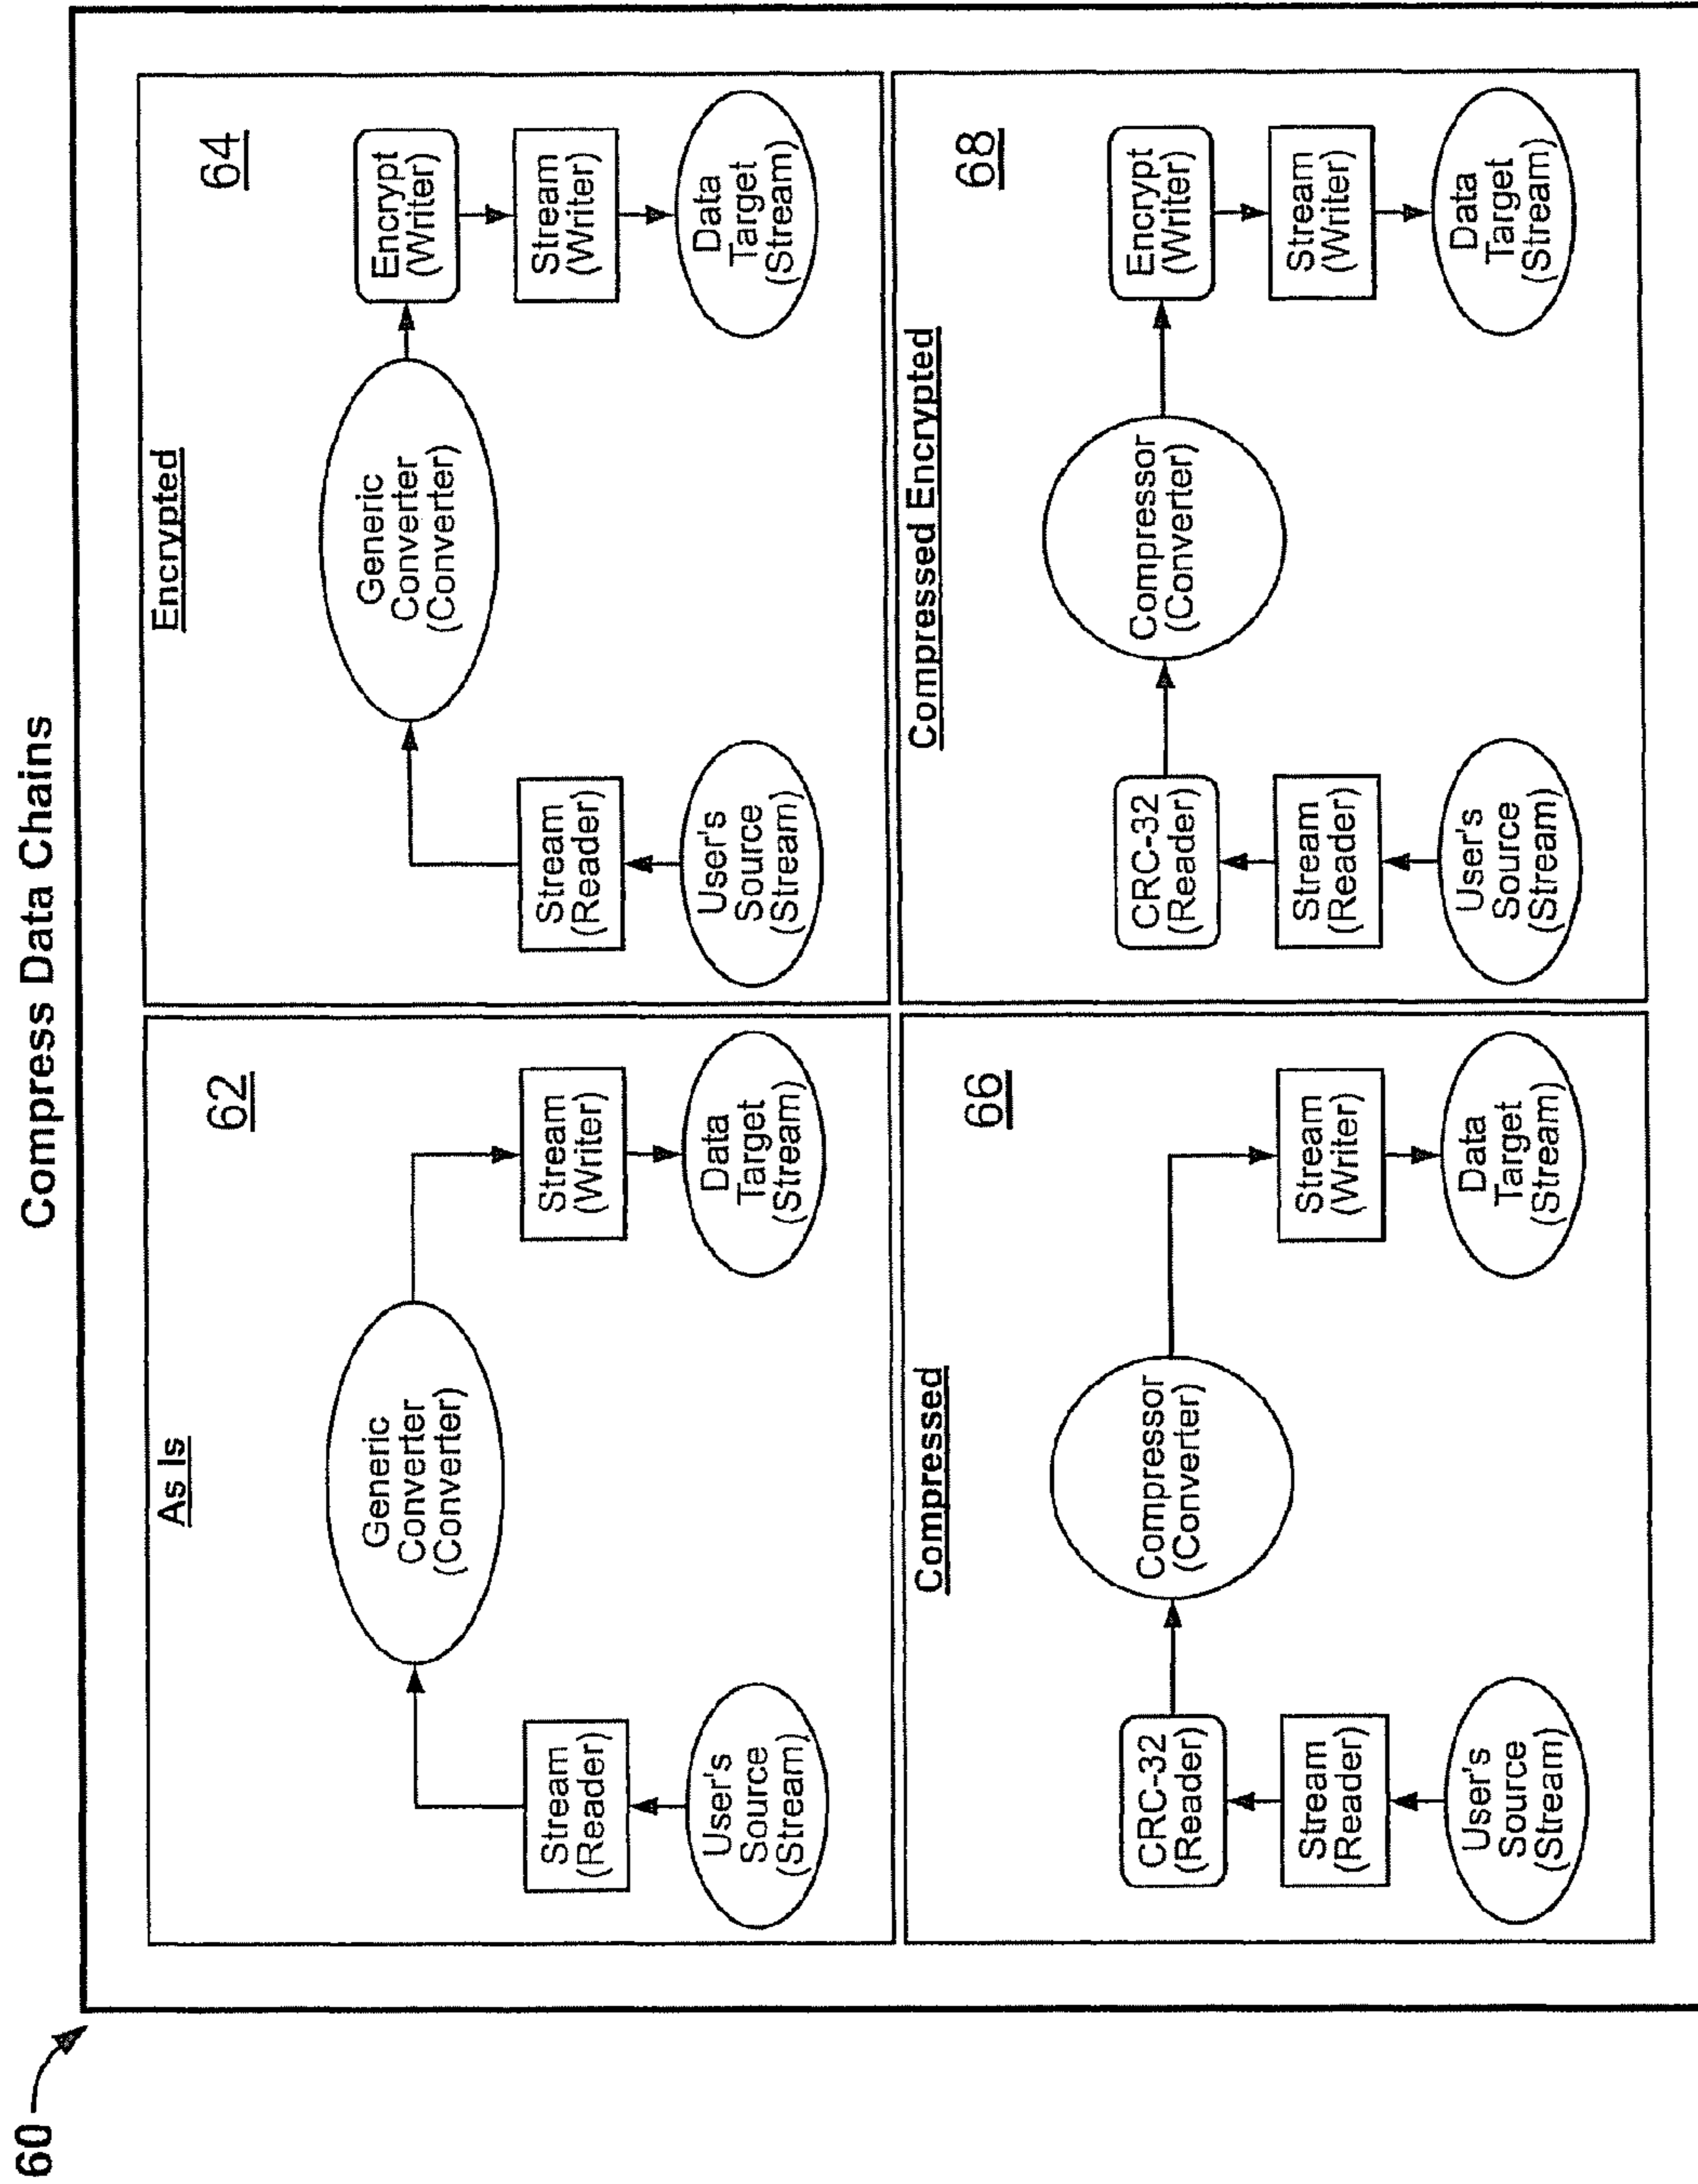 60
Compress Data Chains
As Is
62
Generic
Converter
(Converter)
Stream
(Reader)
User's
Source
(Stream)
Stream
(Writer)
Data
Target
(Stream)
Encrypted
64
Generic
Converter
(Converter)
Stream
(Reader)
User's
Source
(Stream)
Encrypt
(Writer)
Stream
(Writer)
Data
Target
(Stream)
Compressed
66
CRC-32
(Reader)
Stream
(Reader)
User's
Source
(Stream)
Compressor
(Converter)
Stream
(Writer)
Data
Target
(Stream)
Compressed Encrypted
68
CRC-32
(Reader)
Stream
(Reader)
User's
Source
(Stream)
Compressor
(Converter)
Encrypt
(Writer)
Stream
(Writer)
Data
Target
(Stream)